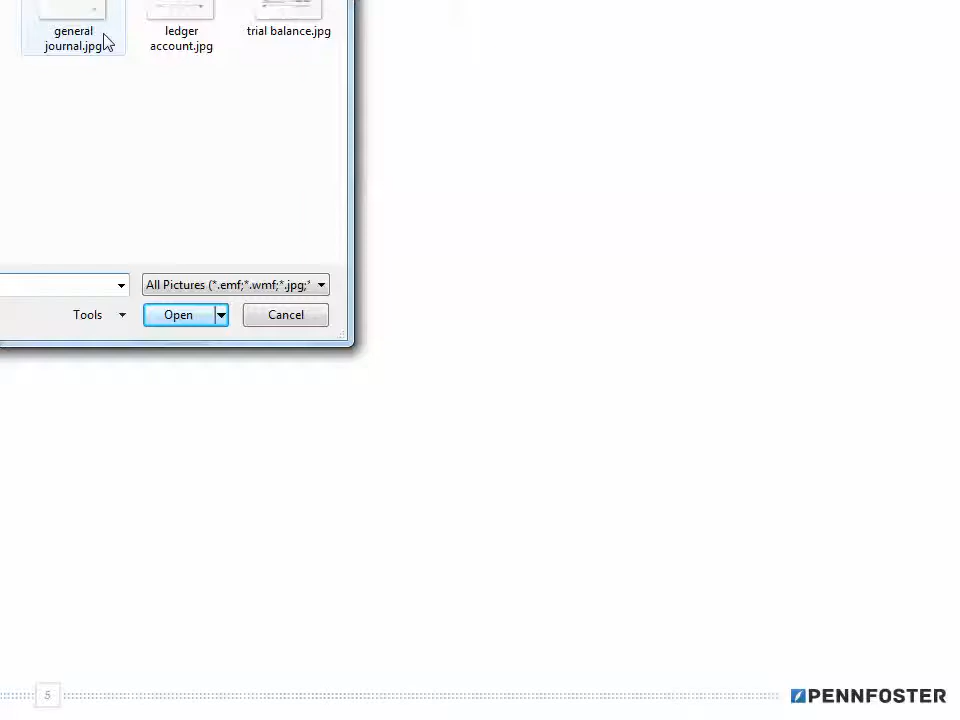 general
journal.jpg
ledger
account.jpg
trial balance.jpg
All Pictures (*.emf;*.wmf;*.jpg;*
Tools
Open
Cancel
5
PENNFOSTER